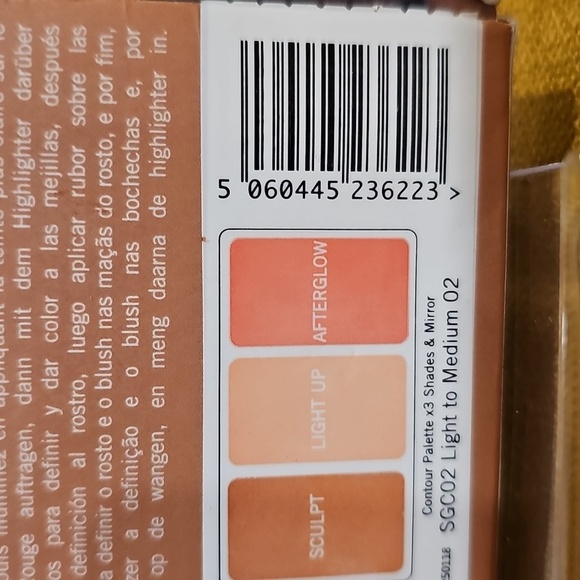 rouge auftragen, dann mit dem Highlighter darüber
para definir y dar color a las mejillas, después
definición al rostro, luego aplicar rubor sobre las
a definir o rosto e o blush nas maçãs do rosto, e por fim,
a definição e o blush nas bochechas e, por
op de wangen, en meng daarna de highlighter in.
5 060445 236223 >
AFTERGLOW
LIGHT UP
SCULPT
Contour Palette x3 Shades & Mirror
SGC02 Light to Medium 02
50118